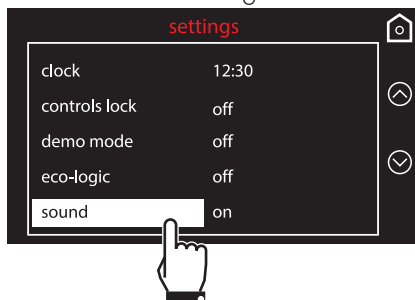 settings
clock 12:30
controls lock off
demo mode off
eco-logic off
sound on